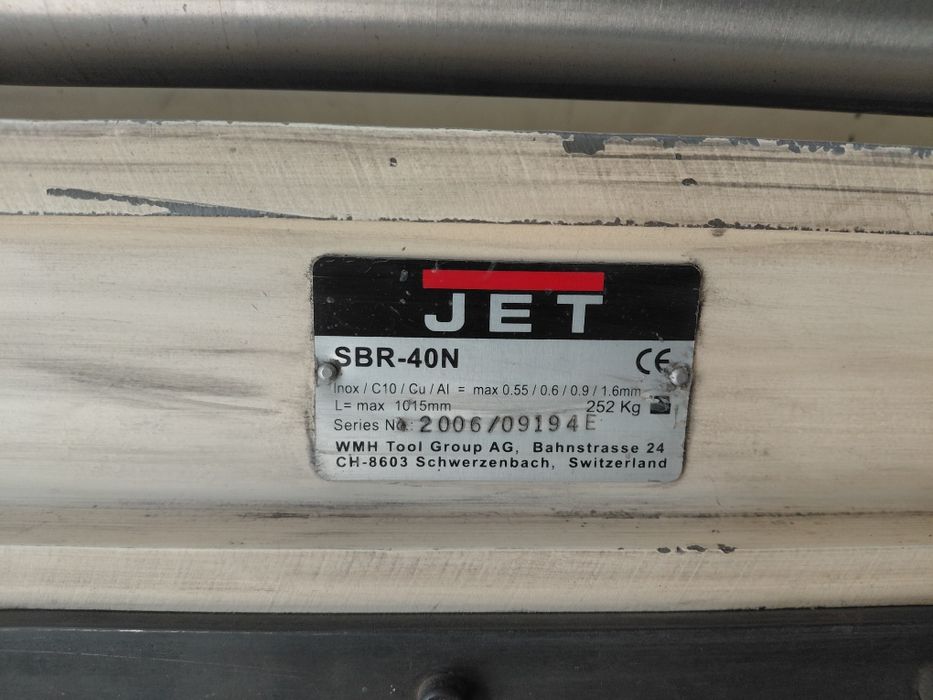 JET
SBR-40N CE
Inox / C10 / Cu / Al = max 0.55 / 0.6 / 0.9 / 1.6mm
L= max 1015mm 252 Kg
Series No. 2006/09194E
WMH Tool Group AG, Bahnstrasse 24
CH-8603 Schwerzenbach, Switzerland